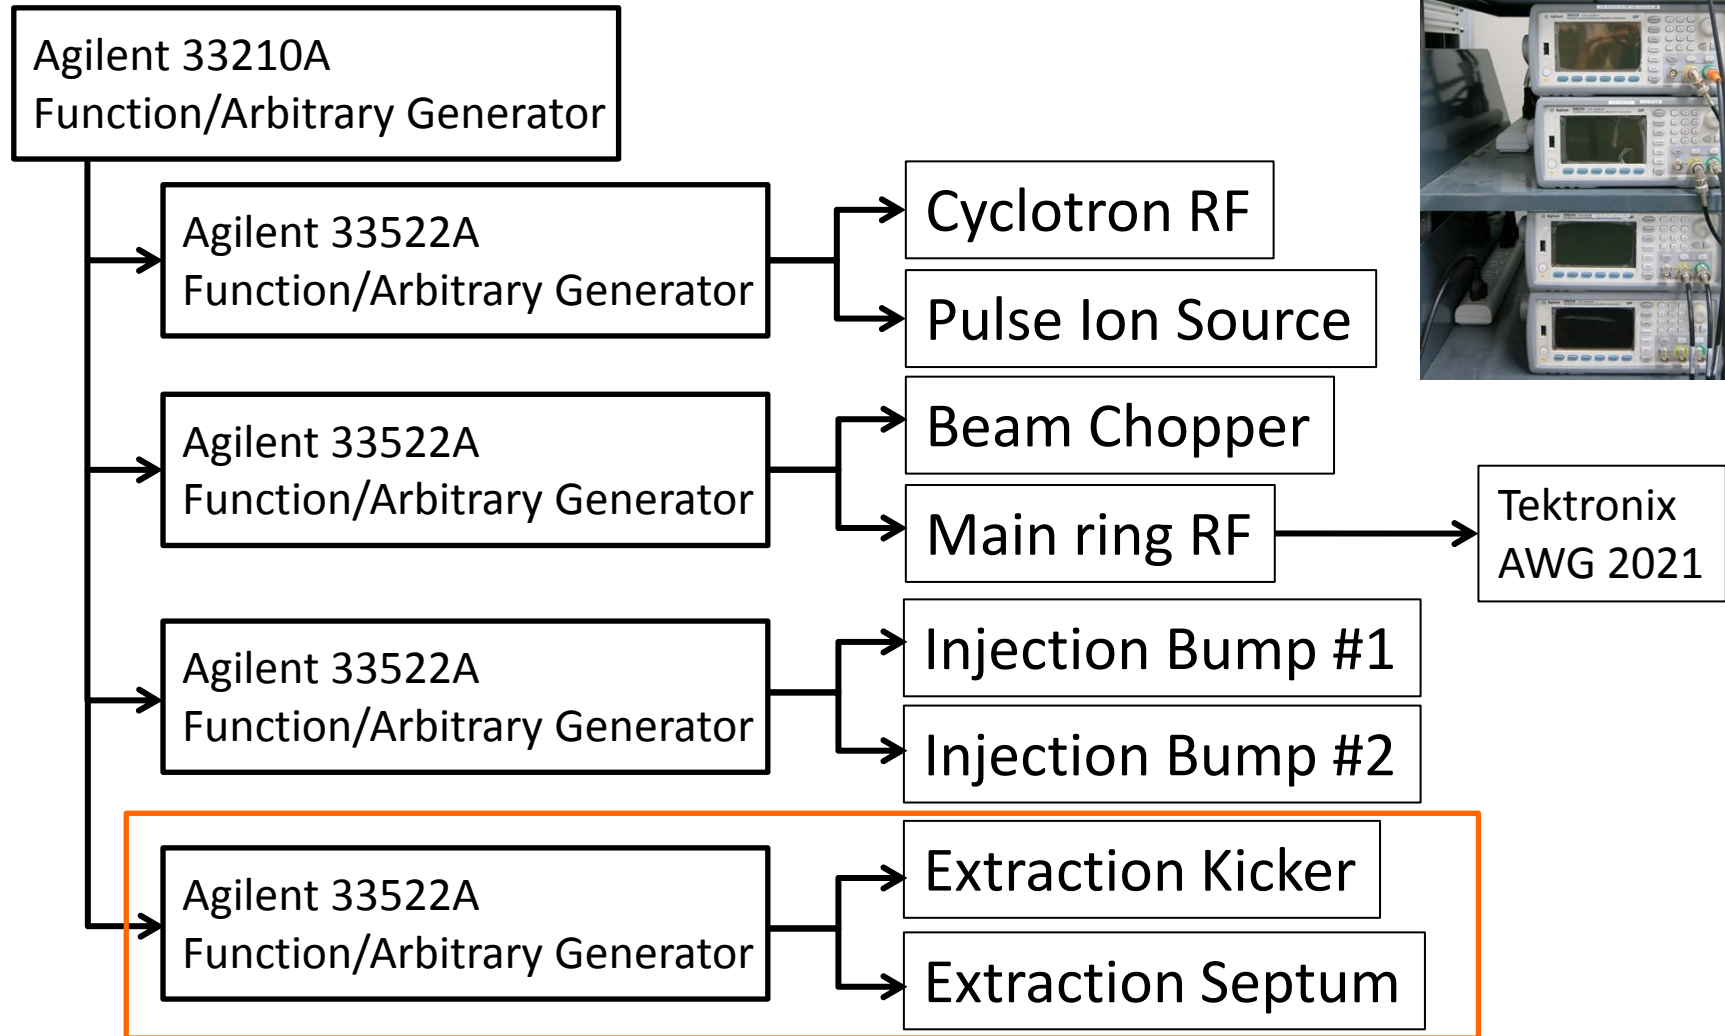 Agilent 33210A
Function/Arbitrary Generator
Agilent 33522A
Function/Arbitrary Generator
Cyclotron RF
Pulse Ion Source
Agilent 33522A
Function/Arbitrary Generator
Beam Chopper
Main ring RF
Tektronix
AWG 2021
Agilent 33522A
Function/Arbitrary Generator
Injection Bump #1
Injection Bump #2
Agilent 33522A
Function/Arbitrary Generator
Extraction Kicker
Extraction Septum